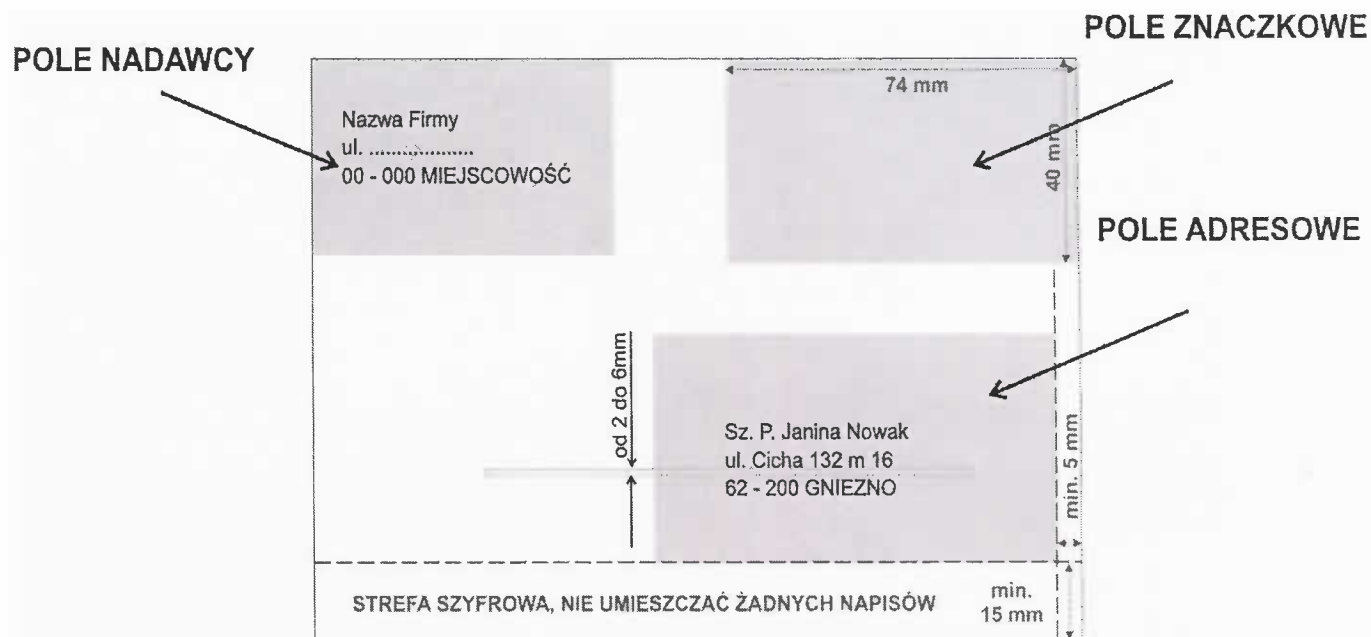 POLE ZNACZKOWE
POLE NADAWCY
74 mm
Nazwa Firmy
ul. ...................
00 - 000 MIEJSCOWOŚĆ
40 mm
POLE ADRESOWE
od 2 do 6mm
Sz. P. Janina Nowak
ul. Cicha 132 m 16
62 - 200 GNIEZNO
min. 5 mm
STREFA SZYFROWA, NIE UMIESZCZAĆ ŻADNYCH NAPISÓW
min.
15 mm